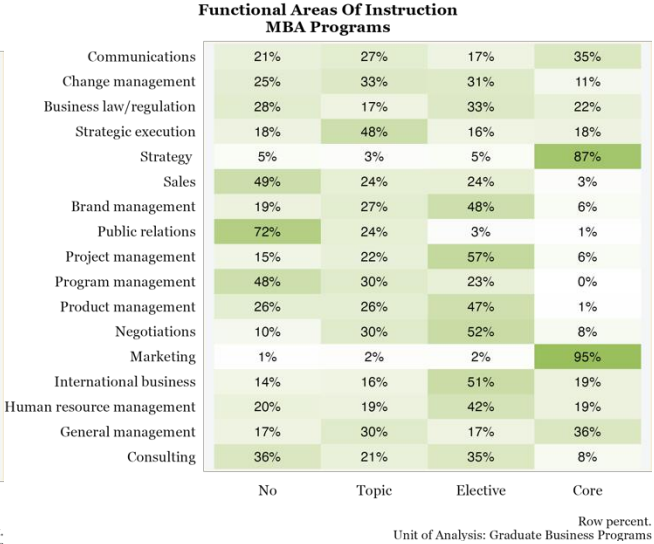 Functional Areas Of Instruction
MBA Programs
Communications 21% 27% 17% 35%
Change management 25% 33% 31% 11%
Business law/regulation 28% 17% 33% 22%
Strategic execution 18% 48% 16% 18%
Strategy 5% 3% 5% 87%
Sales 49% 24% 24% 3%
Brand management 19% 27% 48% 6%
Public relations 72% 24% 3% 1%
Project management 15% 22% 57% 6%
Program management 48% 30% 23% 0%
Product management 26% 26% 47% 1%
Negotiations 10% 30% 52% 8%
Marketing 1% 2% 2% 95%
International business 14% 16% 51% 19%
Human resource management 20% 19% 42% 19%
General management 17% 30% 17% 36%
Consulting 36% 21% 35% 8%
No Topic Elective Core
Row percent.
Unit of Analysis: Graduate Business Programs